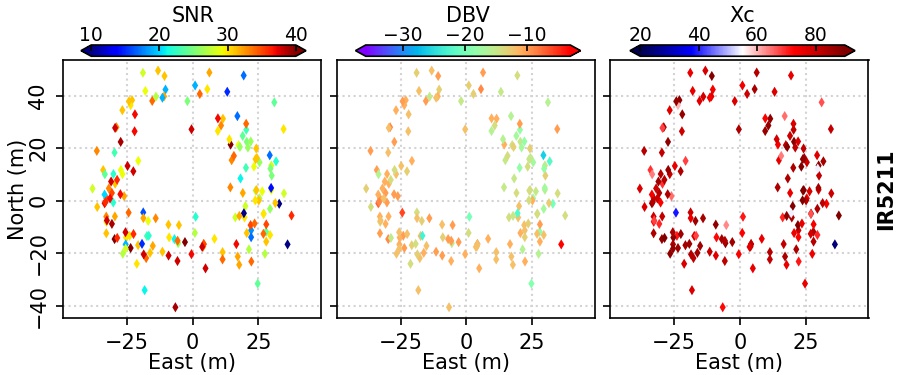 SNR DBV Xc
10 20 30 40 −30 −20 −10 20 40 60 80
40
20
0
−20
−40
North (m)
−25 0 25 −25 0 25 −25 0 25
East (m) East (m) East (m)
IR5211